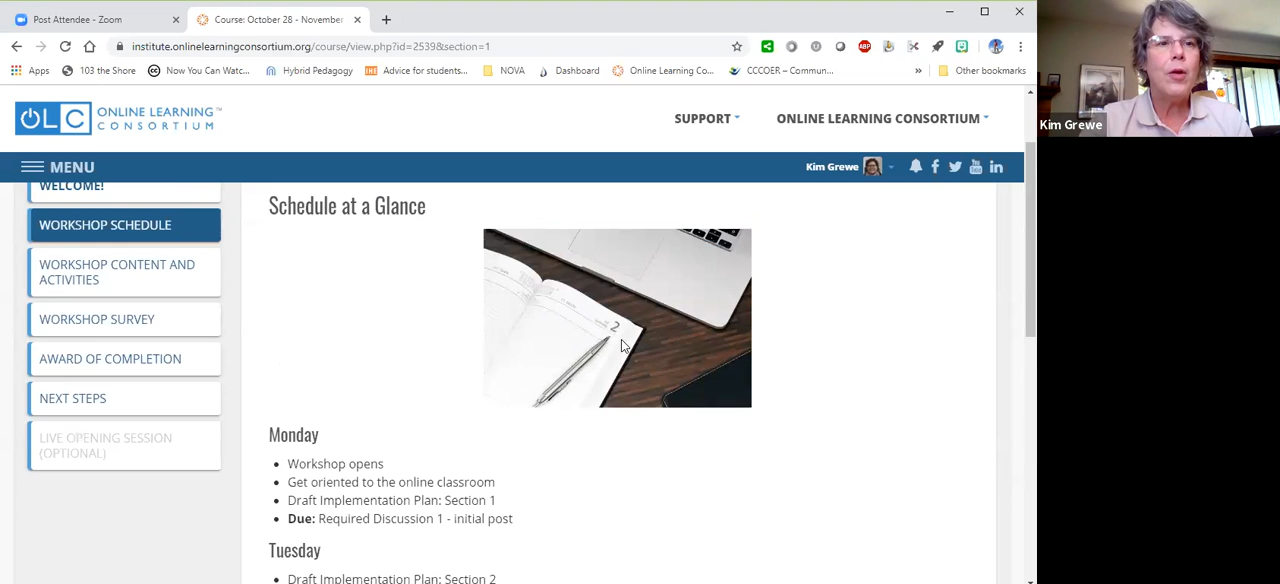 Post Attendee - Zoom
Course: October 28 - November
institute.onlinelearningconsortium.org/course/view.php?id=2539&section=1
ABP
Apps
103 the Shore
Now You Can Watc...
Hybrid Pedagogy
Advice for students...
NOVA
Dashboard
Online Learning Co...
CCCOER – Commun...
»
Other bookmarks
OLC ONLINE LEARNING CONSORTIUM™
SUPPORT
ONLINE LEARNING CONSORTIUM
MENU
Kim Grewe
WELCOME!
WORKSHOP SCHEDULE
WORKSHOP CONTENT AND
ACTIVITIES
WORKSHOP SURVEY
AWARD OF COMPLETION
NEXT STEPS
LIVE OPENING SESSION
(OPTIONAL)
Schedule at a Glance
2
Monday
• Workshop opens
• Get oriented to the online classroom
• Draft Implementation Plan: Section 1
• Due: Required Discussion 1 - initial post
Tuesday
• Draft Implementation Plan: Section 2
Kim Grewe